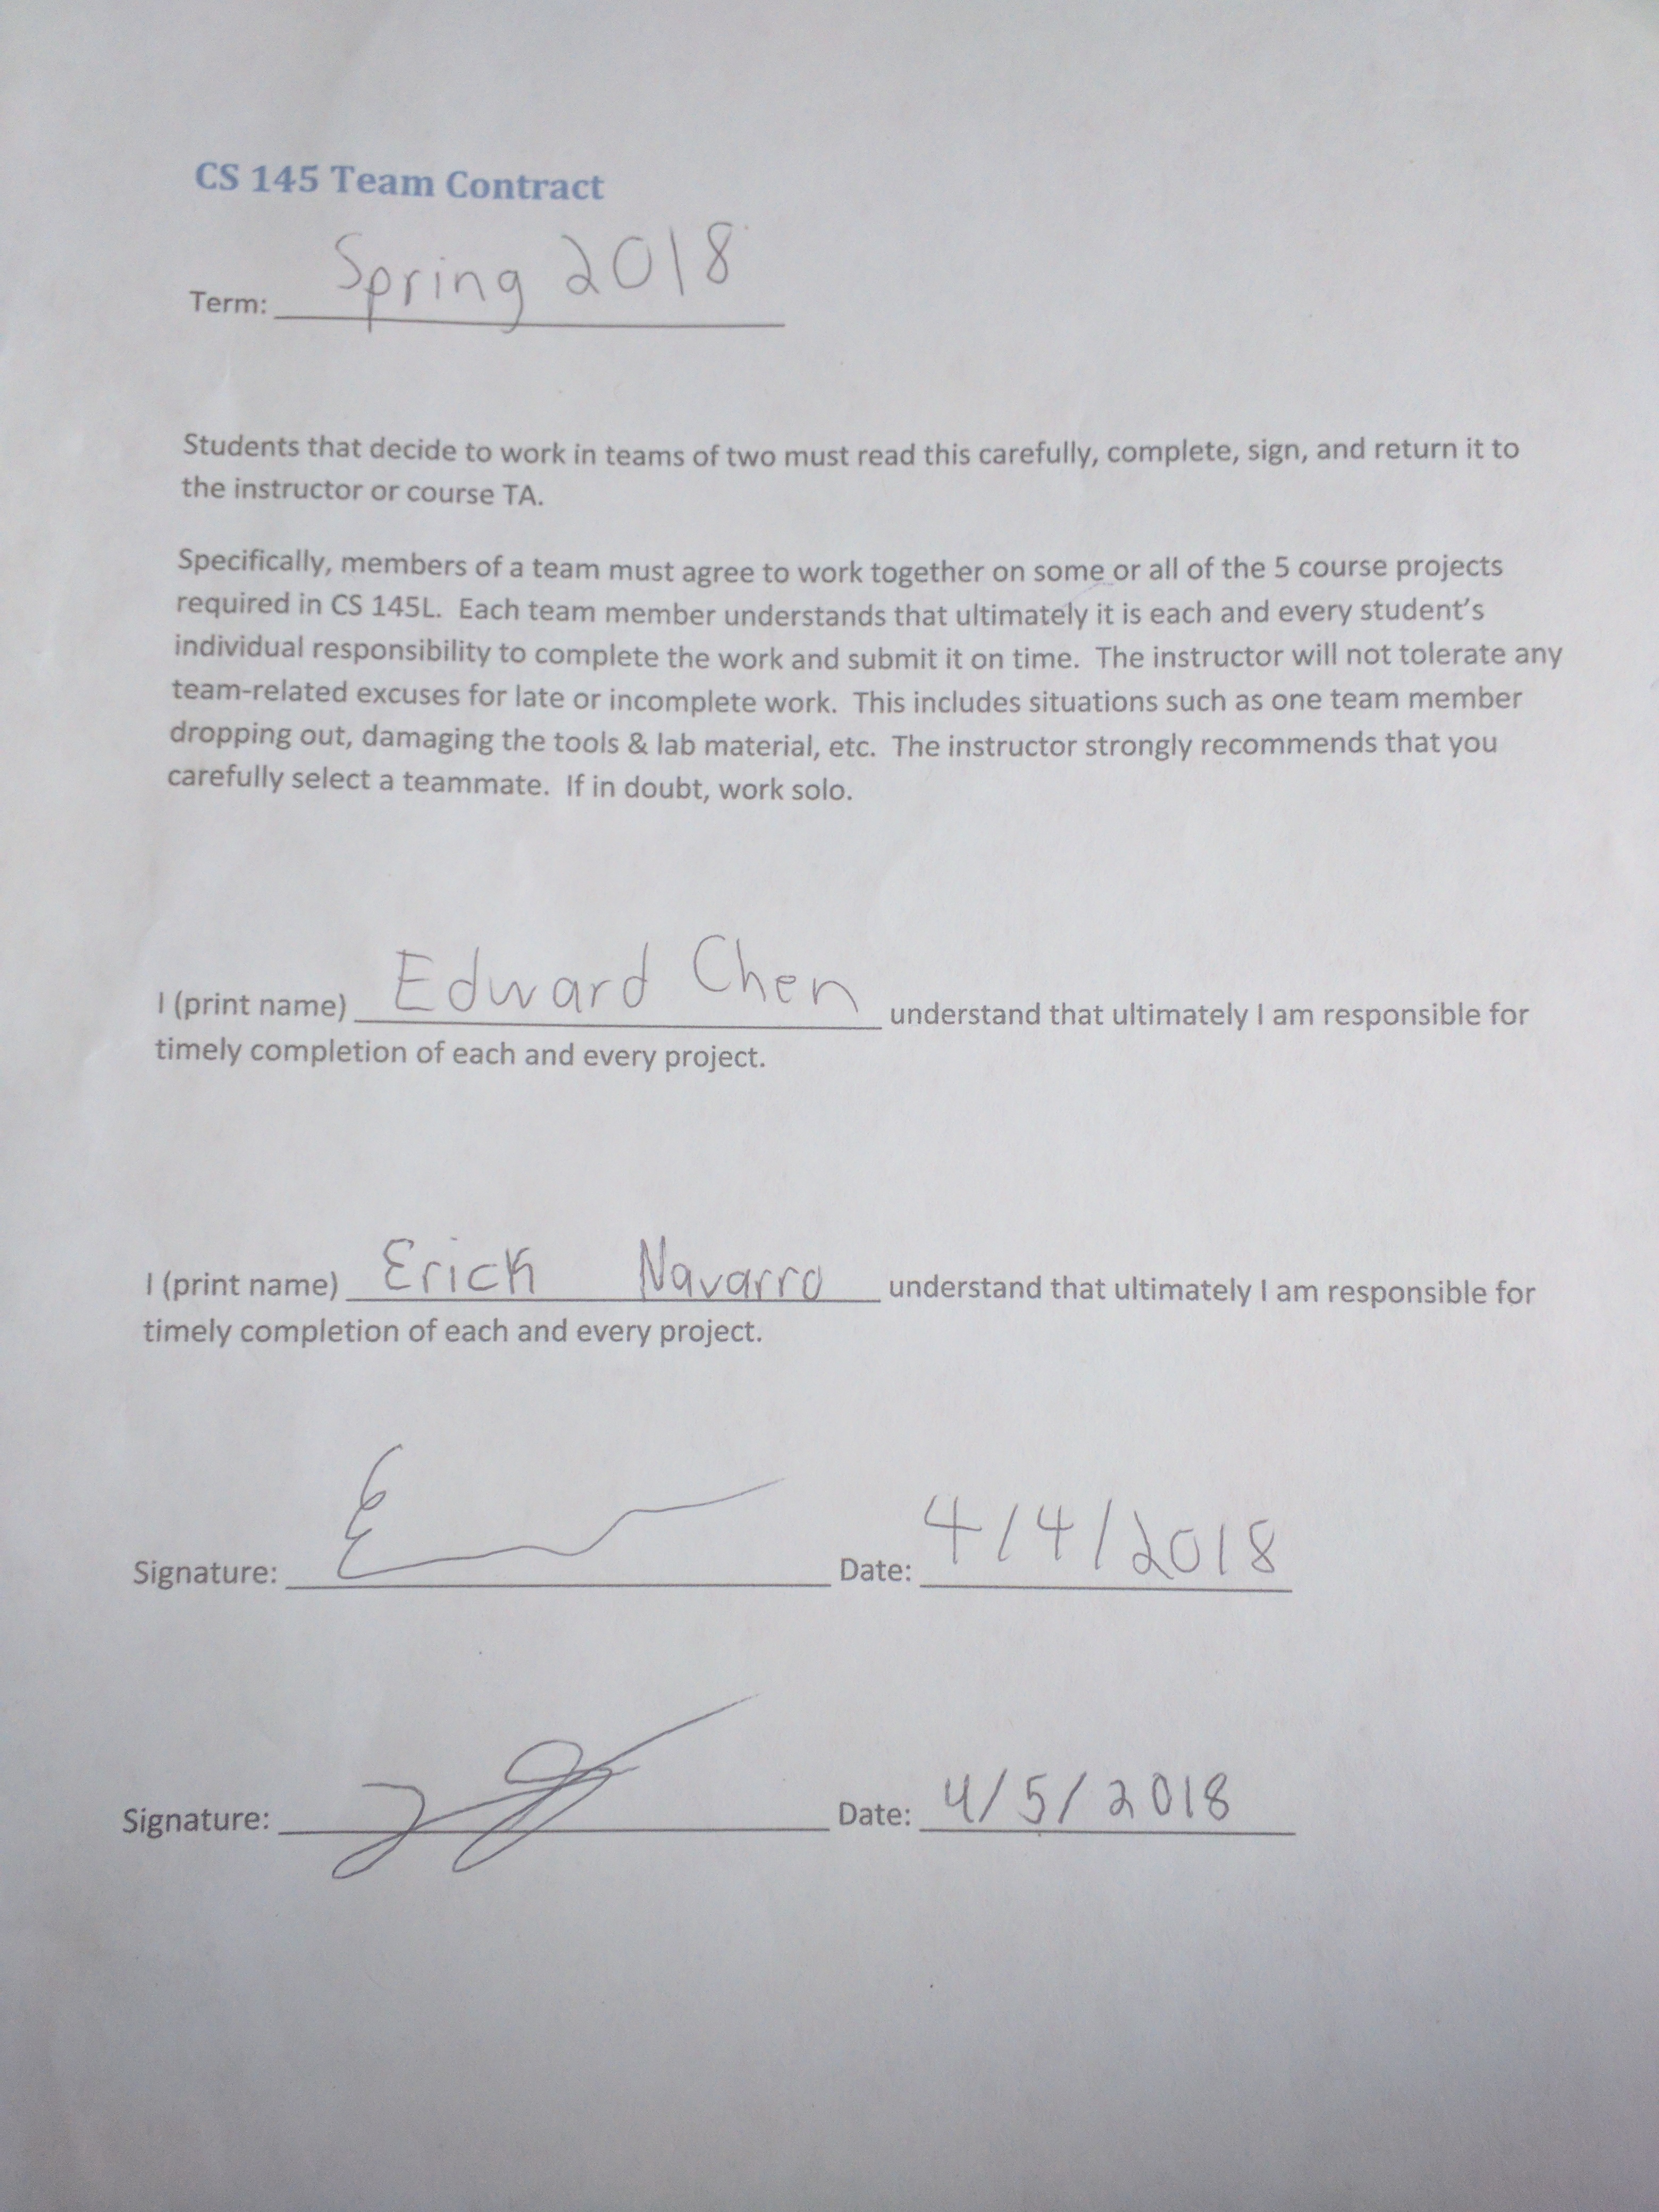 CS 145 Team Contract
Term: Spring 2018
Students that decide to work in teams of two must read this carefully, complete, sign, and return it to
the instructor or course TA.
Specifically, members of a team must agree to work together on some or all of the 5 course projects
required in CS 145L. Each team member understands that ultimately it is each and every student's
individual responsibility to complete the work and submit it on time. The instructor will not tolerate any
team-related excuses for late or incomplete work. This includes situations such as one team member
dropping out, damaging the tools & lab material, etc. The instructor strongly recommends that you
carefully select a teammate. If in doubt, work solo.
I (print name) Edward Chen understand that ultimately I am responsible for
timely completion of each and every project.
I (print name) Erick Navarro understand that ultimately I am responsible for
timely completion of each and every project.
Signature: Date: 4/4/2018
Signature: Date: 4/5/2018